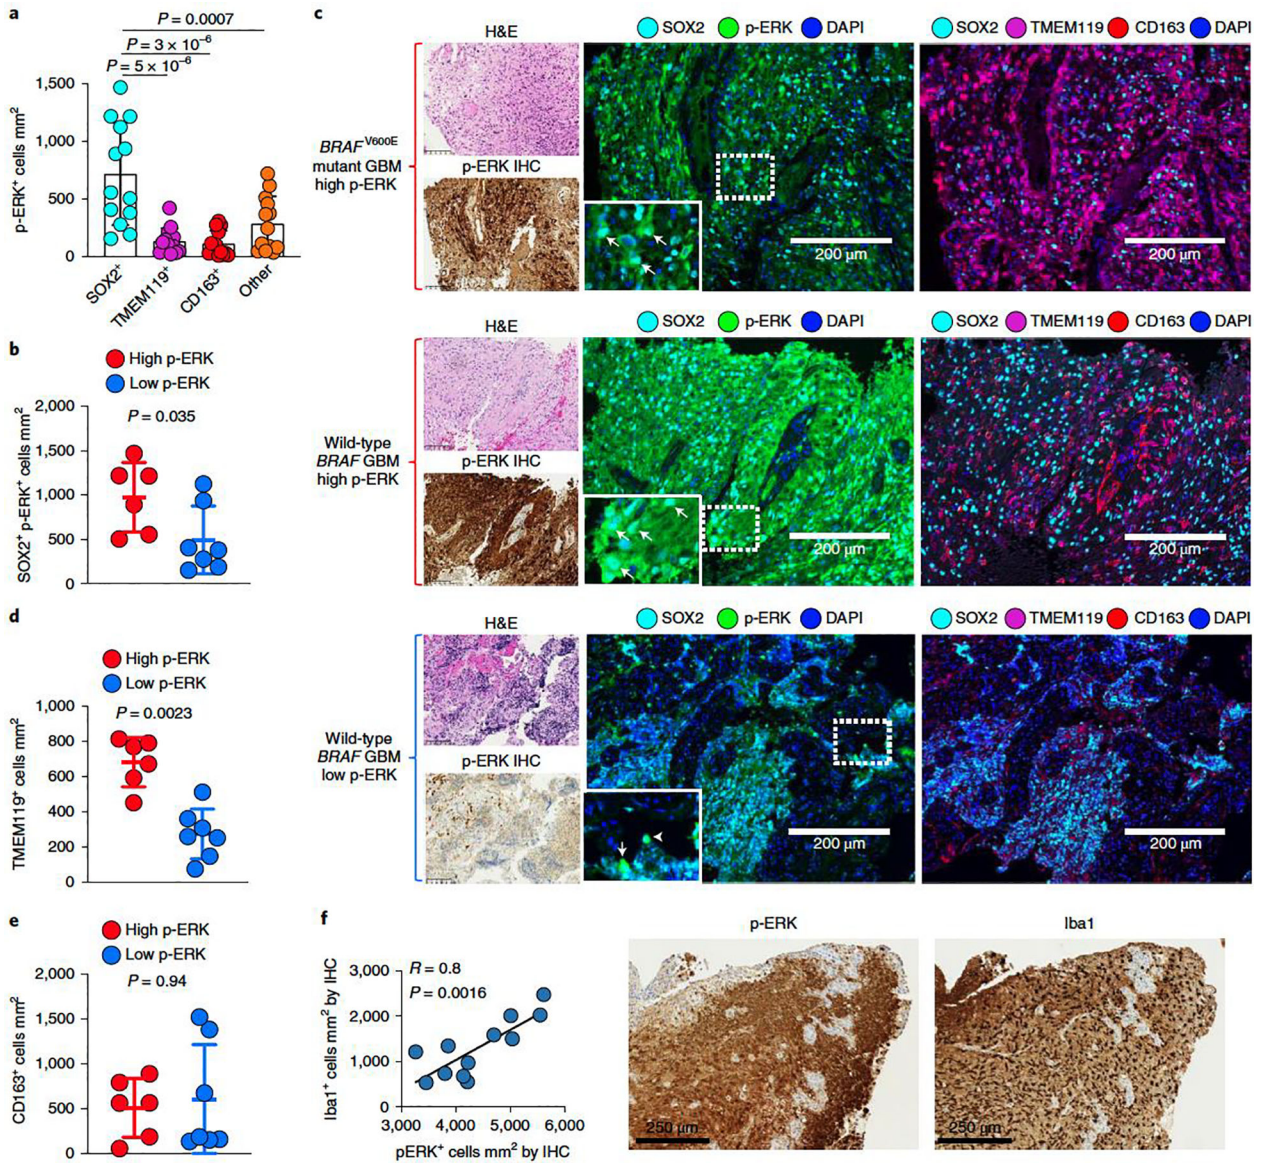 a
P = 0.0007
P = 3 × 10⁻⁶
P = 5 × 10⁻⁶
p-ERK⁺ cells mm²
1,500
1,000
500
0
SOX2⁺
TMEM119⁺
CD163⁺
Other
b
High p-ERK
Low p-ERK
P = 0.035
SOX2⁺ p-ERK⁺ cells mm²
2,000
1,500
1,000
500
0
c
H&E
SOX2 p-ERK DAPI
SOX2 TMEM119 CD163 DAPI
BRAF V600E
mutant GBM
high p-ERK
p-ERK IHC
200 µm
200 µm
H&E
SOX2 p-ERK DAPI
SOX2 TMEM119 CD163 DAPI
Wild-type
BRAF GBM
high p-ERK
p-ERK IHC
200 µm
200 µm
H&E
SOX2 p-ERK DAPI
SOX2 TMEM119 CD163 DAPI
Wild-type
BRAF GBM
low p-ERK
p-ERK IHC
200 µm
200 µm
d
High p-ERK
Low p-ERK
P = 0.0023
TMEM119⁺ cells mm²
1,000
800
600
400
200
0
e
High p-ERK
Low p-ERK
P = 0.94
CD163⁺ cells mm²
2,000
1,500
1,000
500
0
f
R = 0.8
P = 0.0016
Iba1⁺ cells mm² by IHC
3,000
2,000
1,000
0
3,000 4,000 5,000 6,000
pERK⁺ cells mm² by IHC
p-ERK
250 µm
Iba1
250 µm